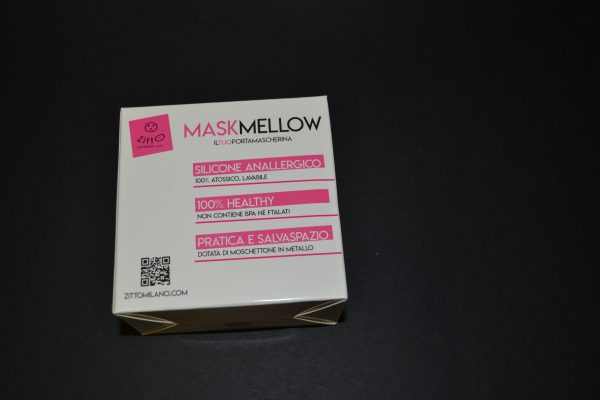 zittO
MASKMELLOW
ILTUOPORTAMASCHERINA
SILICONE ANALLERGICO
100% ATOSSICO, LAVABILE
100% HEALTHY
NON CONTIENE BPA NE FTALATI
PRATICA E SALVASPAZIO
DOTATA DI MOSCHETTONE IN METALLO
ZITTOMILANO.COM